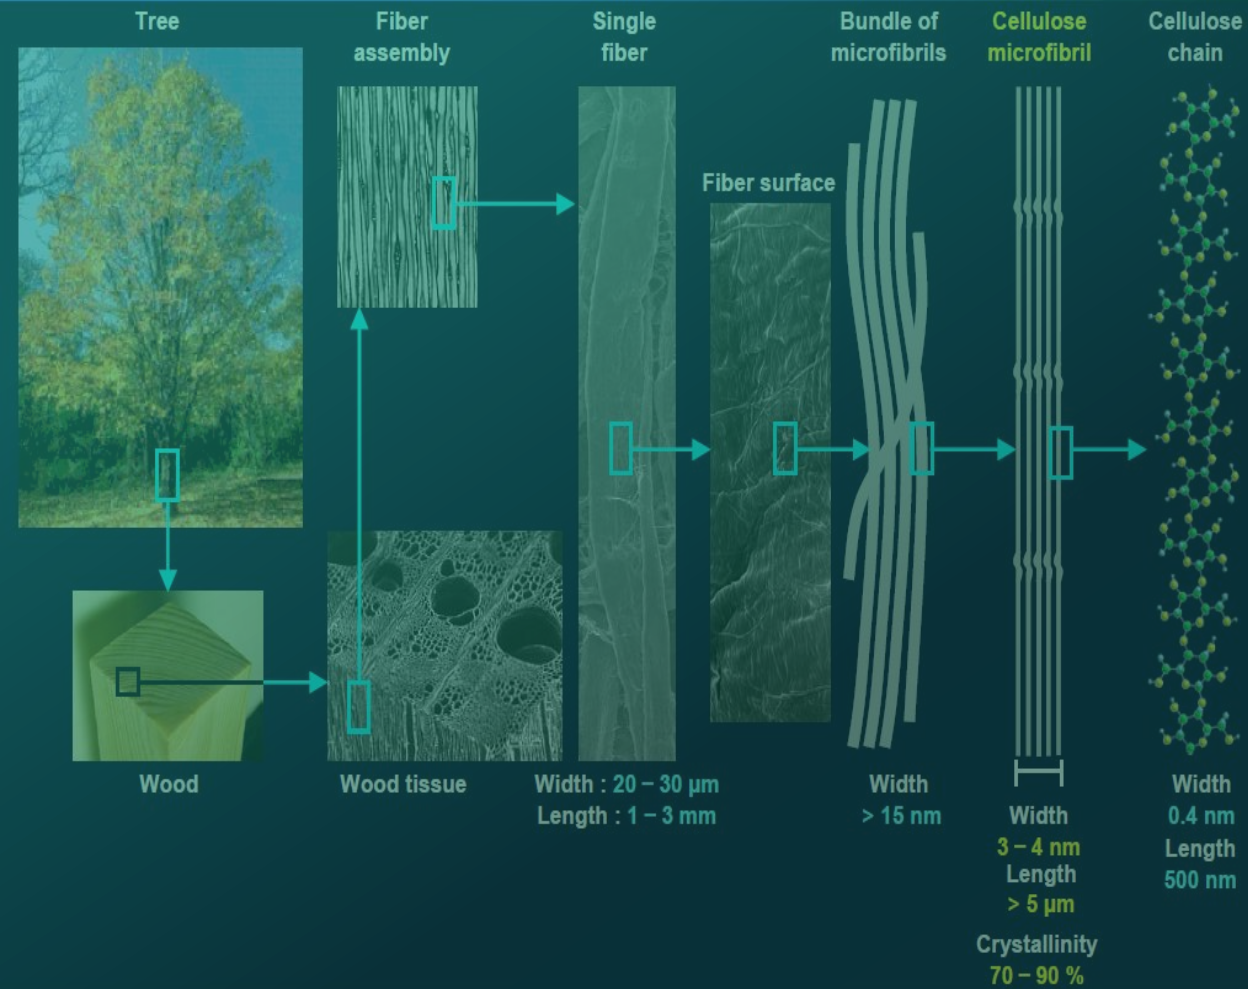 Tree
Fiber
assembly
Single
fiber
Bundle of
microfibrils
Cellulose
microfibril
Cellulose
chain
Fiber surface
Wood
Wood tissue
Width : 20 – 30 µm
Length : 1 – 3 mm
Width
> 15 nm
Width
3 – 4 nm
Length
> 5 µm
Crystallinity
70 – 90 %
Width
0.4 nm
Length
500 nm